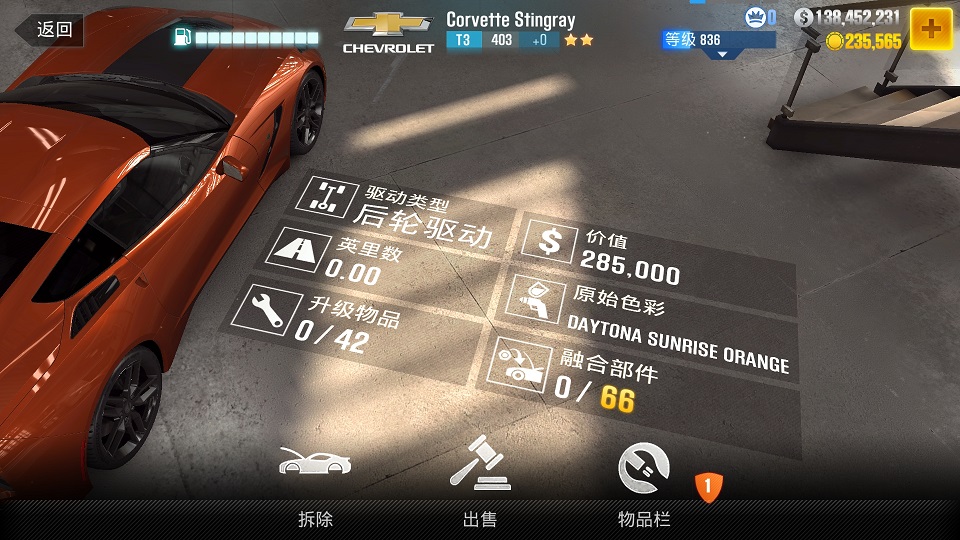 返回
CHEVROLET
Corvette Stingray
T3 403 +0
等级 836
0
$ 138,452,231
235,565
+
驱动类型
后轮驱动
英里数
0.00
升级物品
0 / 42
$
价值
285,000
原始色彩
DAYTONA SUNRISE ORANGE
融合部件
0 / 66
拆除
出售
物品栏
1